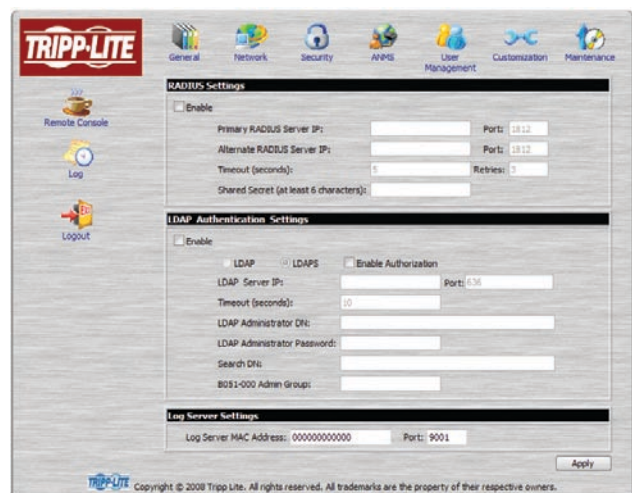 TRIPP·LITE
General
Network
Security
ANMS
User Management
Customization
Maintenance
Remote Console
Log
Logout
RADIUS Settings
Enable
Primary RADIUS Server IP: Port: 1812
Alternate RADIUS Server IP: Port: 1812
Timeout (seconds): 5 Retries: 3
Shared Secret (at least 6 characters):
LDAP Authentication Settings
Enable
LDAP LDAPS Enable Authorization
LDAP Server IP: Port: 636
Timeout (seconds): 10
LDAP Administrator DN:
LDAP Administrator Password:
Search DN:
B051-000 Admin Group:
Log Server Settings
Log Server MAC Address: 000000000000 Port: 9001
Apply
TRIPP·LITE Copyright © 2008 Tripp Lite. All rights reserved. All trademarks are the property of their respective owners.